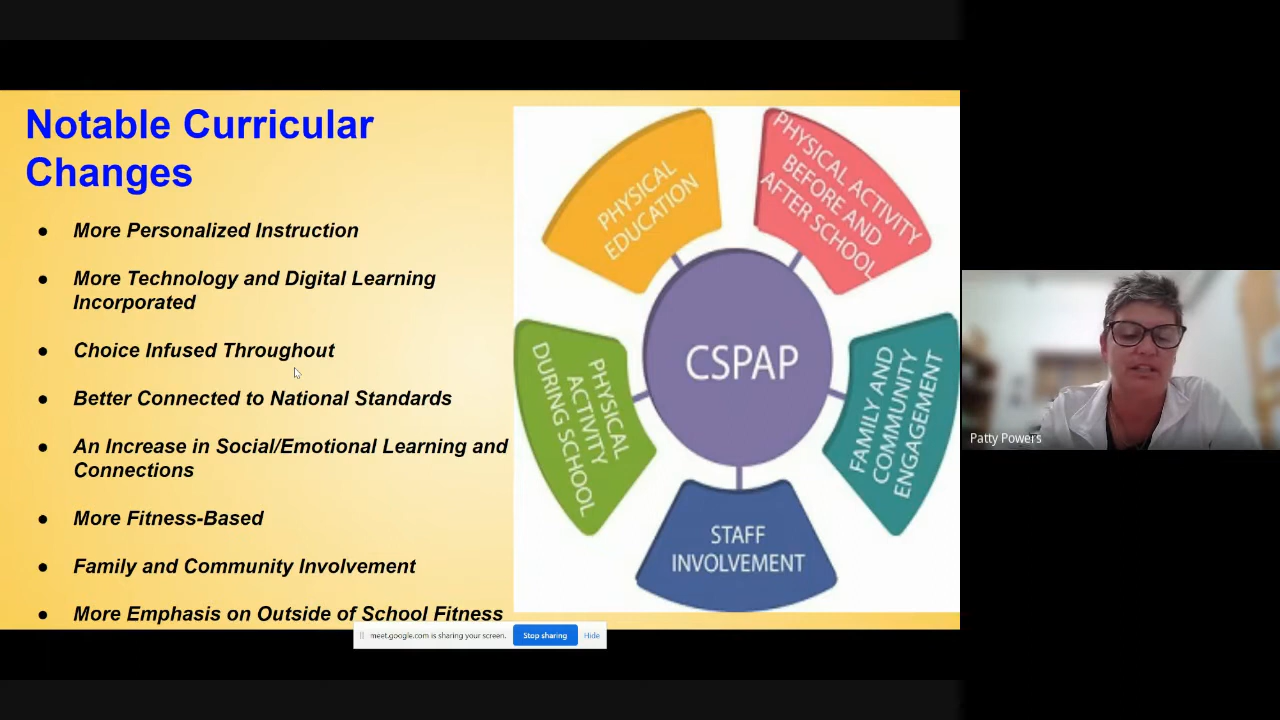 Notable Curricular
Changes
● More Personalized Instruction
● More Technology and Digital Learning
Incorporated
● Choice Infused Throughout
● Better Connected to National Standards
● An Increase in Social/Emotional Learning and
Connections
● More Fitness-Based
● Family and Community Involvement
● More Emphasis on Outside of School Fitness
PHYSICAL
EDUCATION
PHYSICAL ACTIVITY
BEFORE AND
AFTER SCHOOL
PHYSICAL
ACTIVITY
DURING SCHOOL
CSPAP
FAMILY AND
COMMUNITY
ENGAGEMENT
STAFF
INVOLVEMENT
Patty Powers
meet.google.com is sharing your screen.
Stop sharing
Hide